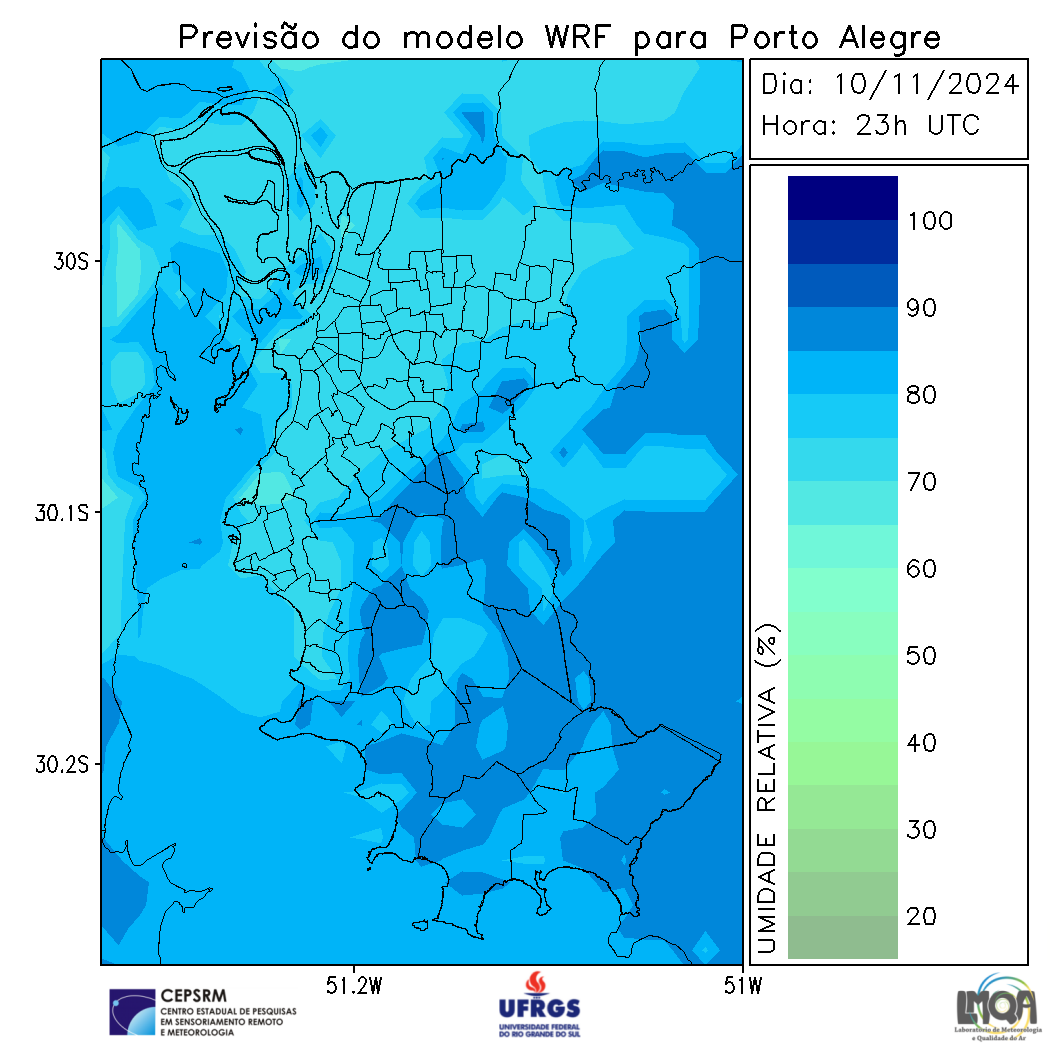 Previsão do modelo WRF para Porto Alegre
Dia: 10/11/2024
Hora: 23h UTC
30S
30.1S
30.2S
51.2W
51W
UMIDADE RELATIVA (%)
100
90
80
70
60
50
40
30
20
CEPSRM
CENTRO ESTADUAL DE PESQUISAS
EM SENSORIAMENTO REMOTO
E METEOROLOGIA
UFRGS
UNIVERSIDADE FEDERAL
DO RIO GRANDE DO SUL
LMQA
Laboratório de Meteorologia
e Qualidade do Ar